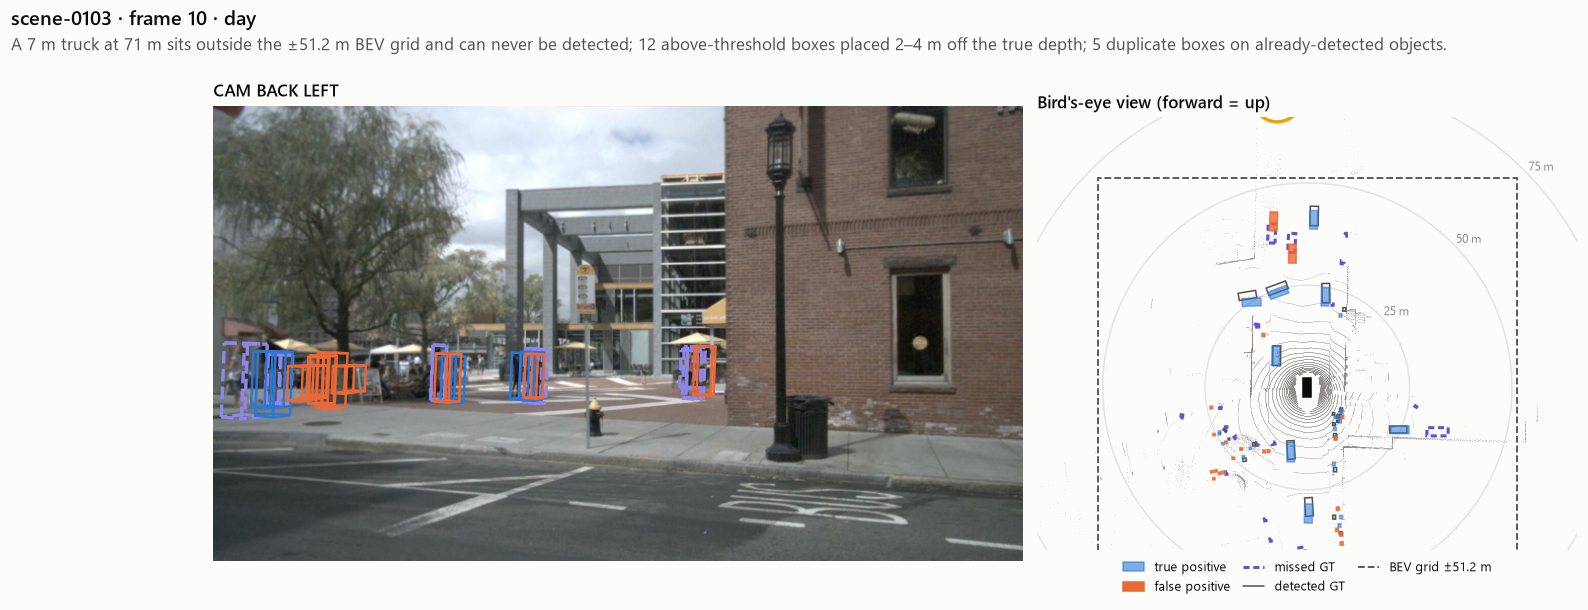 scene-0103 · frame 10 · day
A 7 m truck at 71 m sits outside the ±51.2 m BEV grid and can never be detected; 12 above-threshold boxes placed 2–4 m off the true depth; 5 duplicate boxes on already-detected objects.
CAM BACK LEFT
Bird's-eye view (forward = up)
75 m
50 m
25 m
BUS
true positive
missed GT
BEV grid ±51.2 m
false positive
detected GT